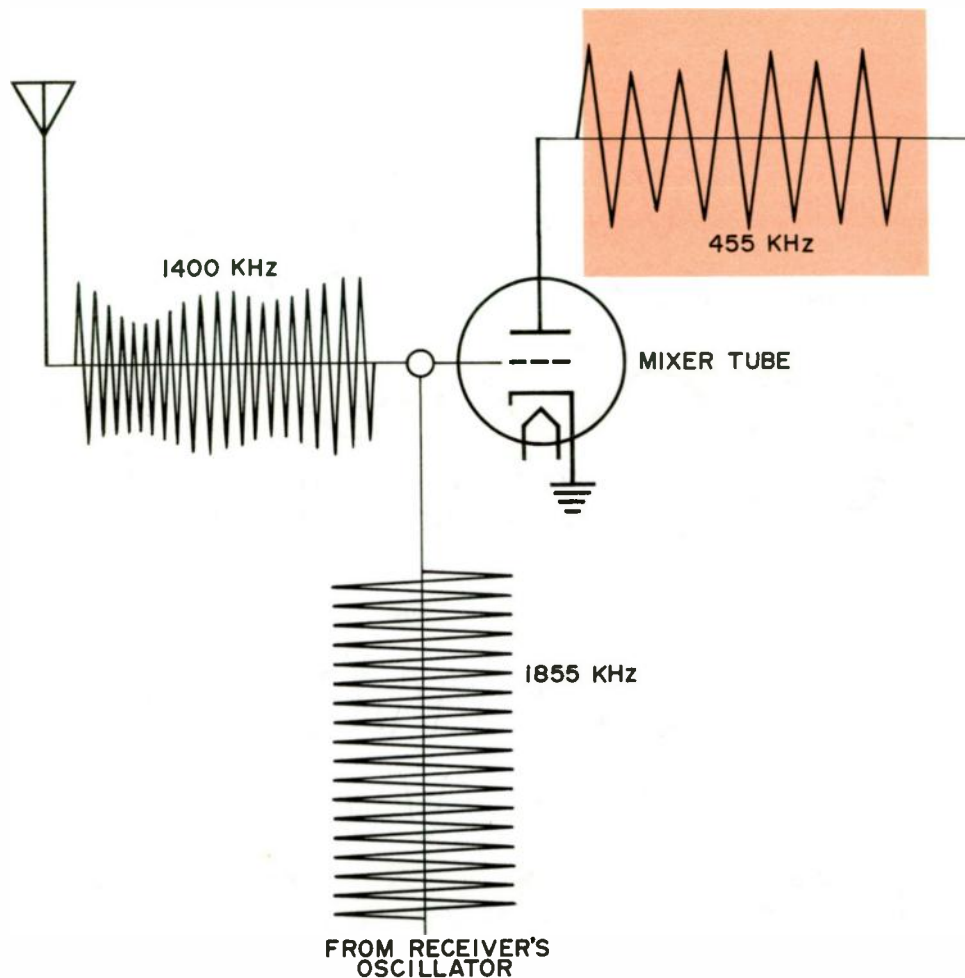 455 KHz
1400 KHz
MIXER TUBE
1855 KHz
FROM RECEIVER'S
OSCILLATOR